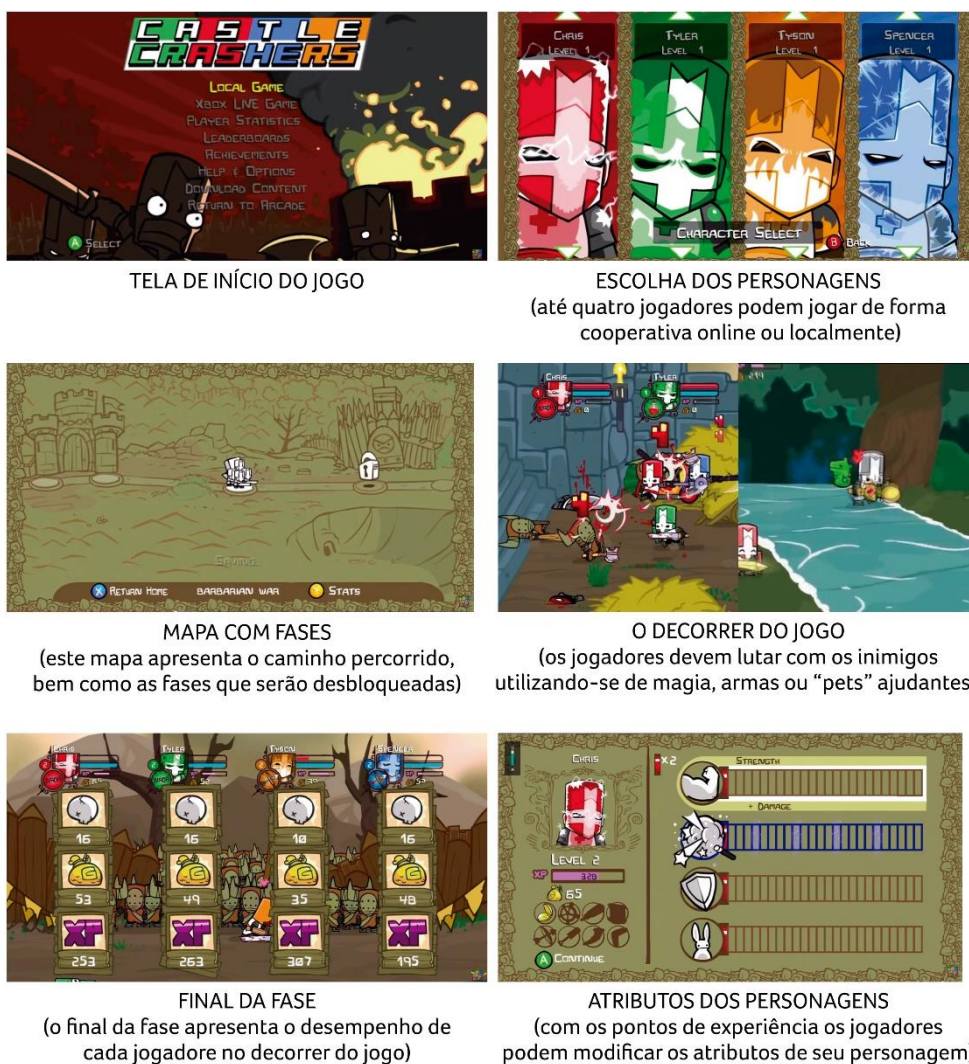 CASTLE
CRASHERS
LOCAL GAME
XBOX LIVE GAME
PLAYER STATISTICS
LEADERBOARDS
ACHIEVEMENTS
HELP & OPTIONS
DOWNLOAD CONTENT
RETURN TO ARCADE
A SELECT
TELA DE INÍCIO DO JOGO
CHRIS TYLER TYSON SPENCER
LEVEL 1 LEVEL 1 LEVEL 1 LEVEL 1
CHARACTER SELECT
B BACK
ESCOLHA DOS PERSONAGENS
(até quatro jogadores podem jogar de forma
cooperativa online ou localmente)
SAVING...
X RETURN HOME BARBARIAN WAR Y STATS
MAPA COM FASES
(este mapa apresenta o caminho percorrido,
bem como as fases que serão desbloqueadas)
CHRIS TYLER
O DECORRER DO JOGO
(os jogadores devem lutar com os inimigos
utilizando-se de magia, armas ou “pets” ajudantes
CHRIS TYLER TYSON SPENCER
16 16 10 16
53 49 35 48
XP XP XP XP
253 263 307 195
FINAL DA FASE
(o final da fase apresenta o desempenho de
cada jogadore no decorrer do jogo)
CHRIS
LEVEL 2
XP 328
65
A CONTINUE
X2
STRENGTH
+ DAMAGE
ATRIBUTOS DOS PERSONAGENS
(com os pontos de experiência os jogadores
podem modificar os atributos de seu personagem